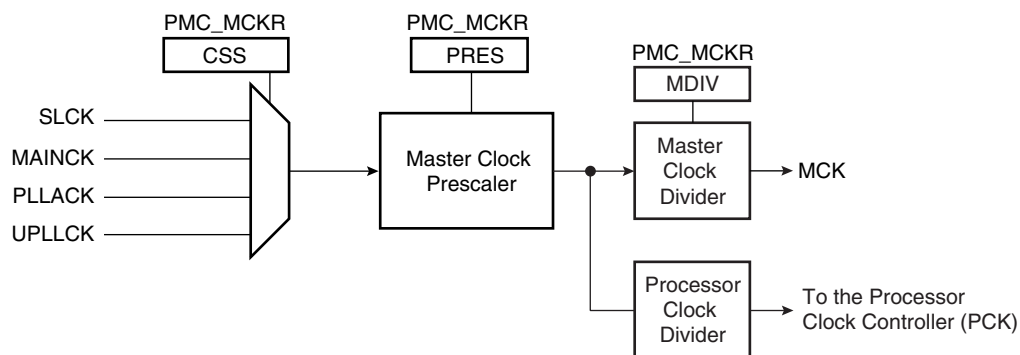 PMC_MCKR
CSS
PMC_MCKR
PRES
PMC_MCKR
MDIV
SLCK
MAINCK
PLLACK
UPLLCK
Master Clock
Prescaler
Master
Clock
Divider
MCK
Processor
Clock
Divider
To the Processor
Clock Controller (PCK)